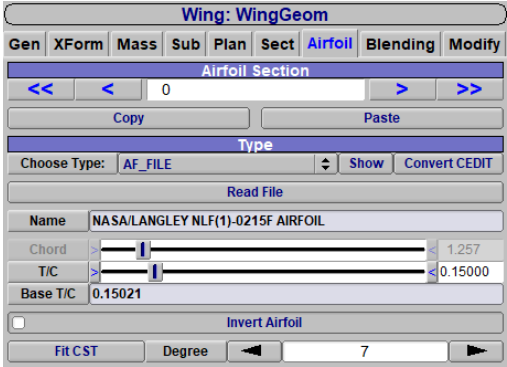 Wing: WingGeom
Gen XForm Mass Sub Plan Sect Airfoil Blending Modify
Airfoil Section
<< < 0 > >>
Copy Paste
Type
Choose Type: AF_FILE Show Convert CEDIT
Read File
Name NASA/LANGLEY NLF(1)-0215F AIRFOIL
Chord > < 1.257
T/C > < 0.15000
Base T/C 0.15021
Invert Airfoil
Fit CST Degree 7